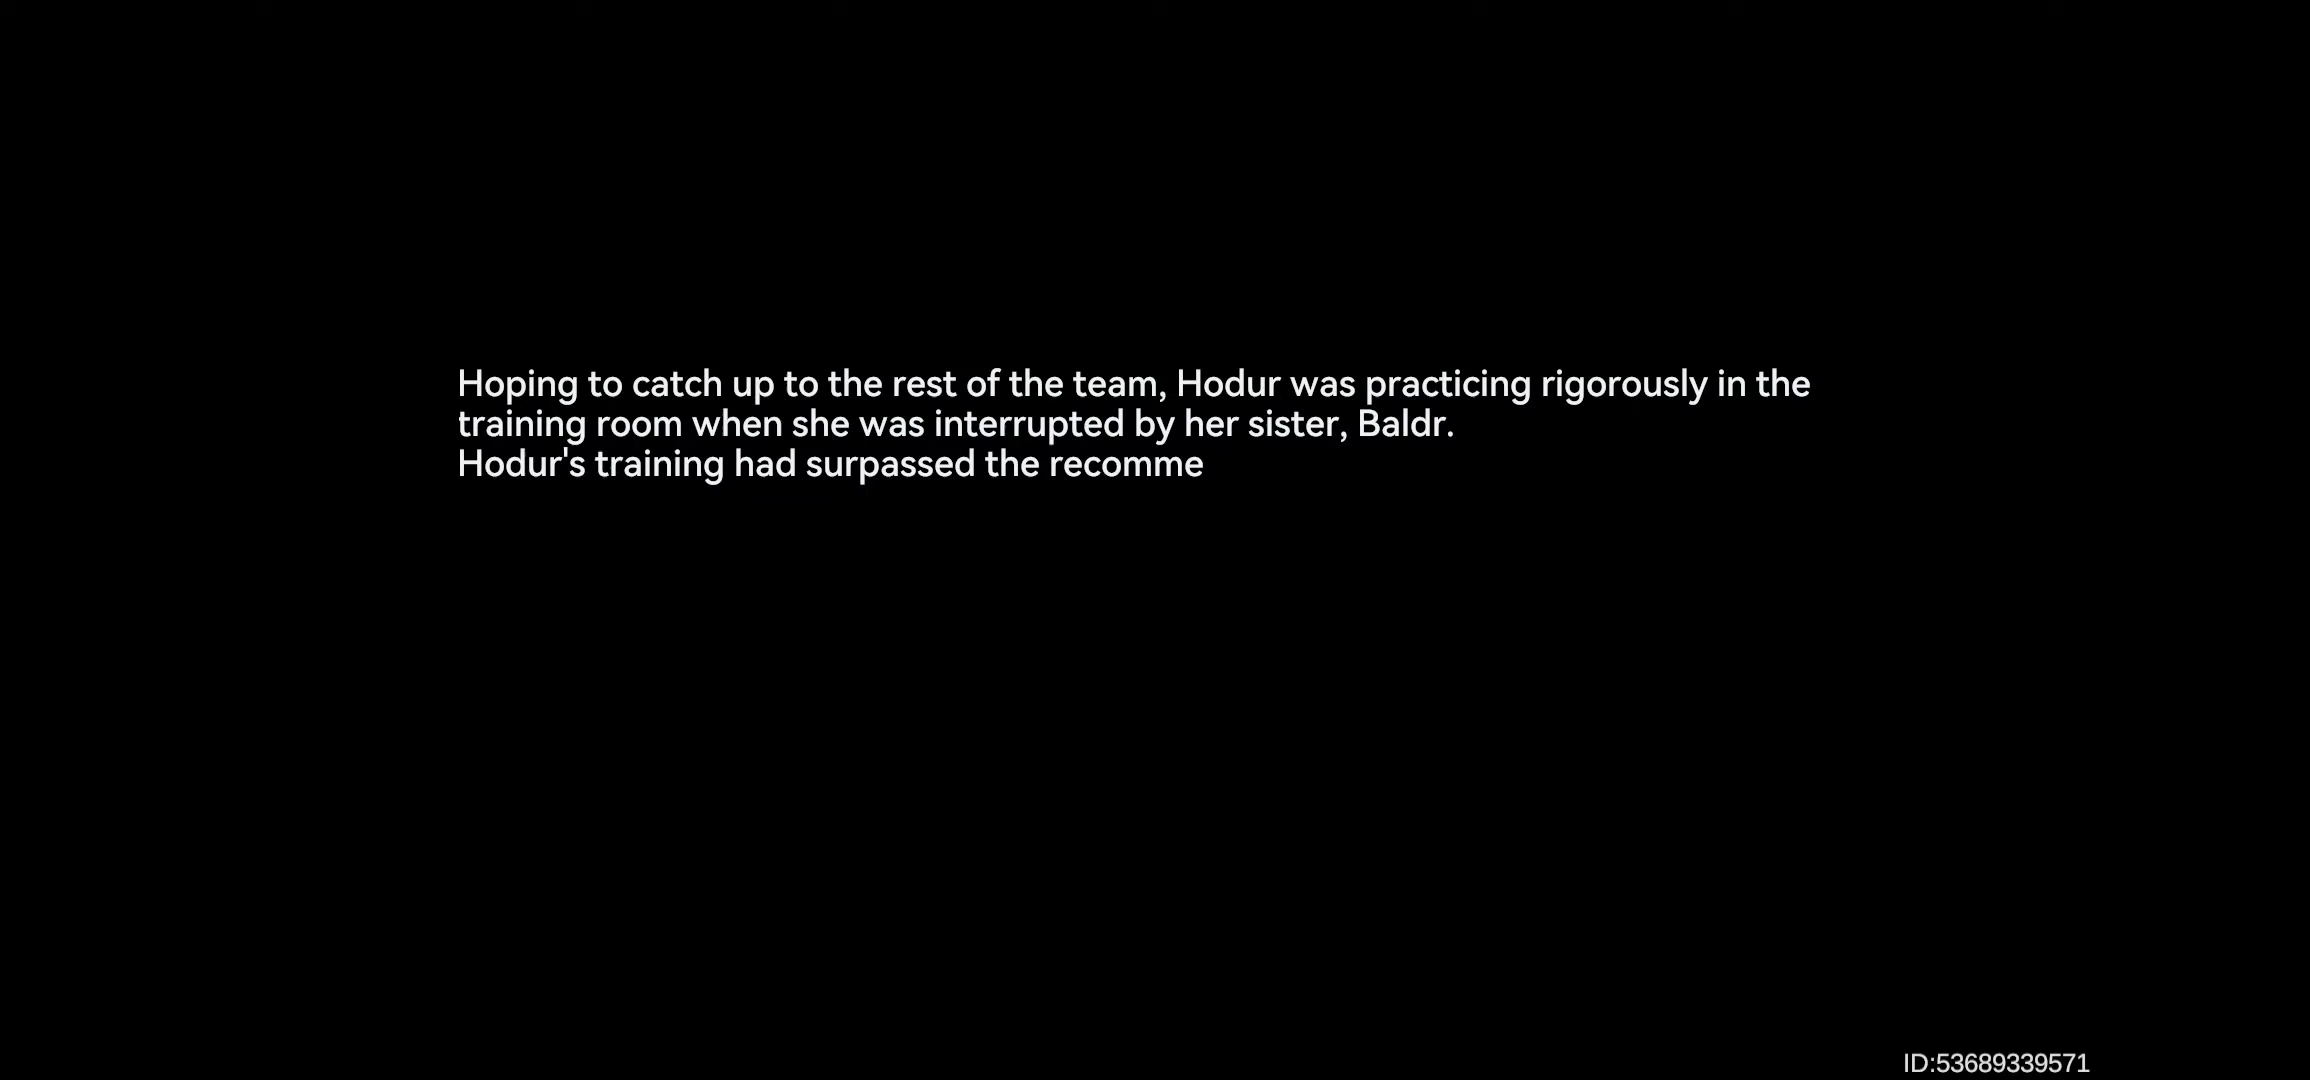 Hoping to catch up to the rest of the team, Hodur was practicing rigorously in the
training room when she was interrupted by her sister, Baldr.
Hodur's training had surpassed the recomme
ID:53689339571